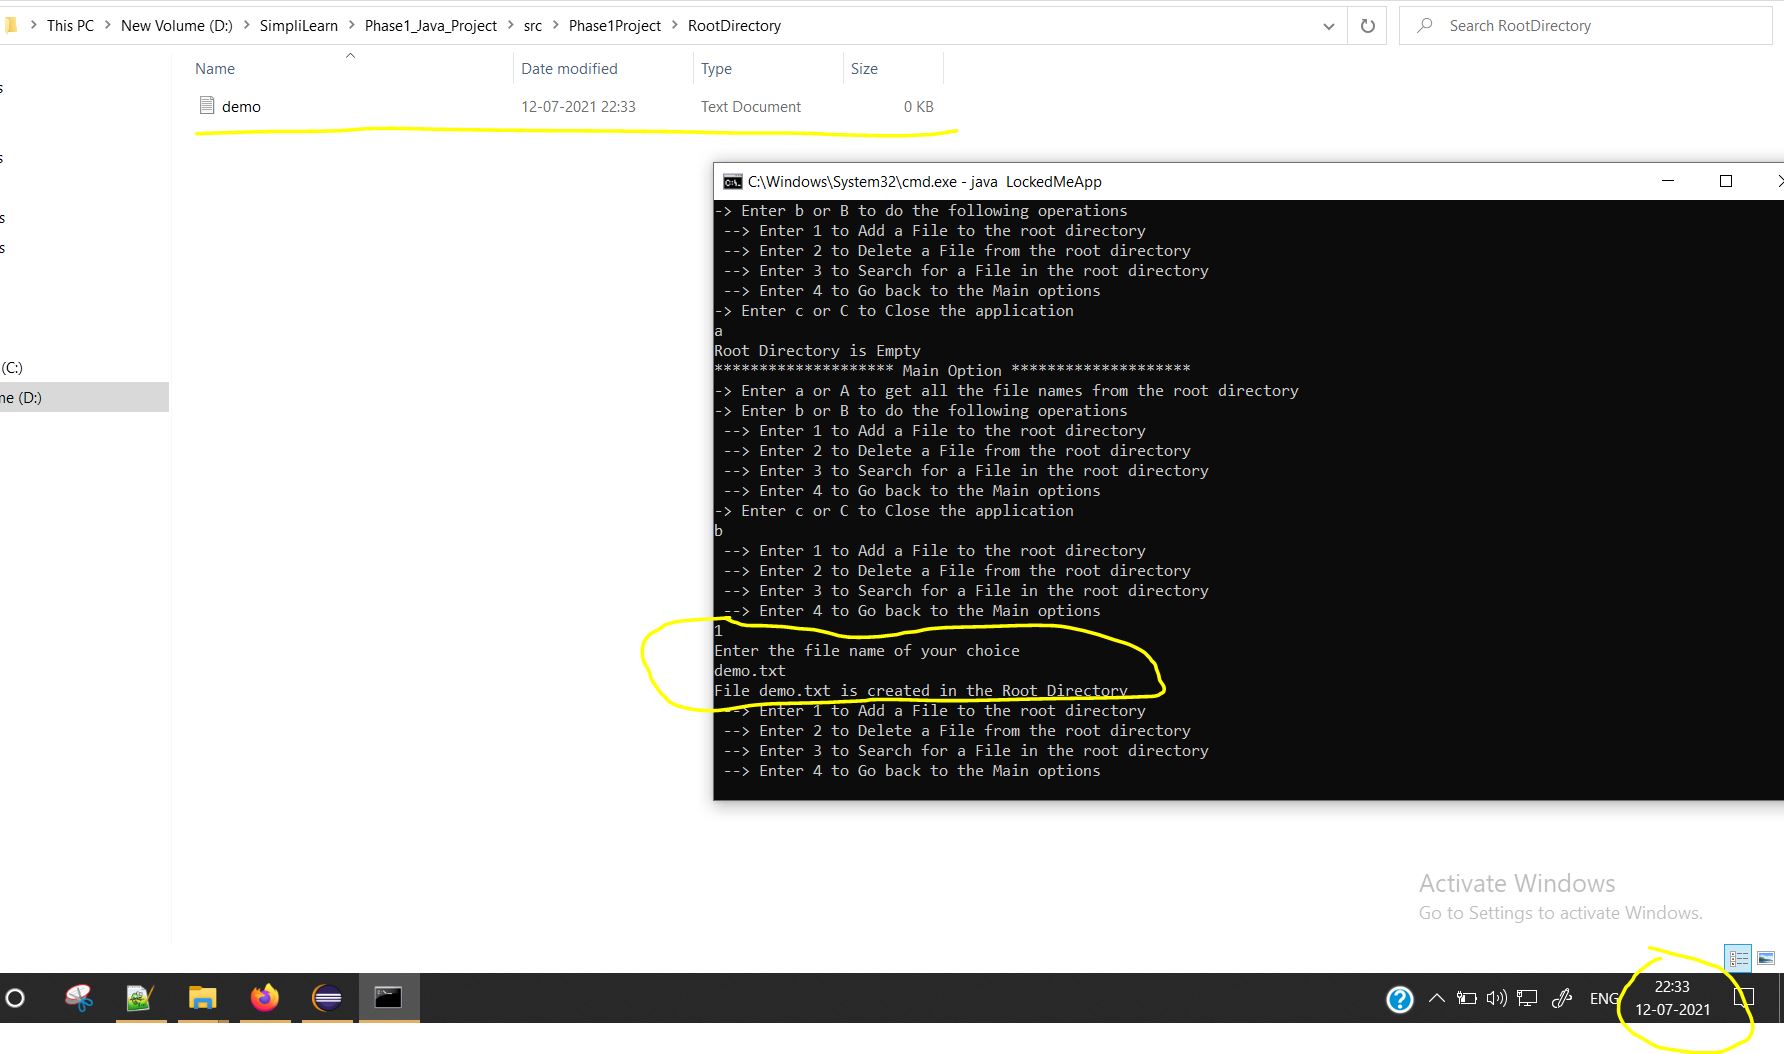 This PC > New Volume (D:) > SimpliLearn > Phase1_Java_Project > src > Phase1Project > RootDirectory
Search RootDirectory
Name Date modified Type Size
demo 12-07-2021 22:33 Text Document 0 KB
s
s
s
s
(C:)
ne (D:)
C:\Windows\System32\cmd.exe - java  LockedMeApp
-> Enter b or B to do the following operations
 --> Enter 1 to Add a File to the root directory
 --> Enter 2 to Delete a File from the root directory
 --> Enter 3 to Search for a File in the root directory
 --> Enter 4 to Go back to the Main options
-> Enter c or C to Close the application
a
Root Directory is Empty
******************** Main Option ********************
-> Enter a or A to get all the file names from the root directory
-> Enter b or B to do the following operations
 --> Enter 1 to Add a File to the root directory
 --> Enter 2 to Delete a File from the root directory
 --> Enter 3 to Search for a File in the root directory
 --> Enter 4 to Go back to the Main options
-> Enter c or C to Close the application
b
 --> Enter 1 to Add a File to the root directory
 --> Enter 2 to Delete a File from the root directory
 --> Enter 3 to Search for a File in the root directory
 --> Enter 4 to Go back to the Main options
1
Enter the file name of your choice
demo.txt
File demo.txt is created in the Root Directory
 --> Enter 1 to Add a File to the root directory
 --> Enter 2 to Delete a File from the root directory
 --> Enter 3 to Search for a File in the root directory
 --> Enter 4 to Go back to the Main options
Activate Windows
Go to Settings to activate Windows.
ENG
22:33
12-07-2021